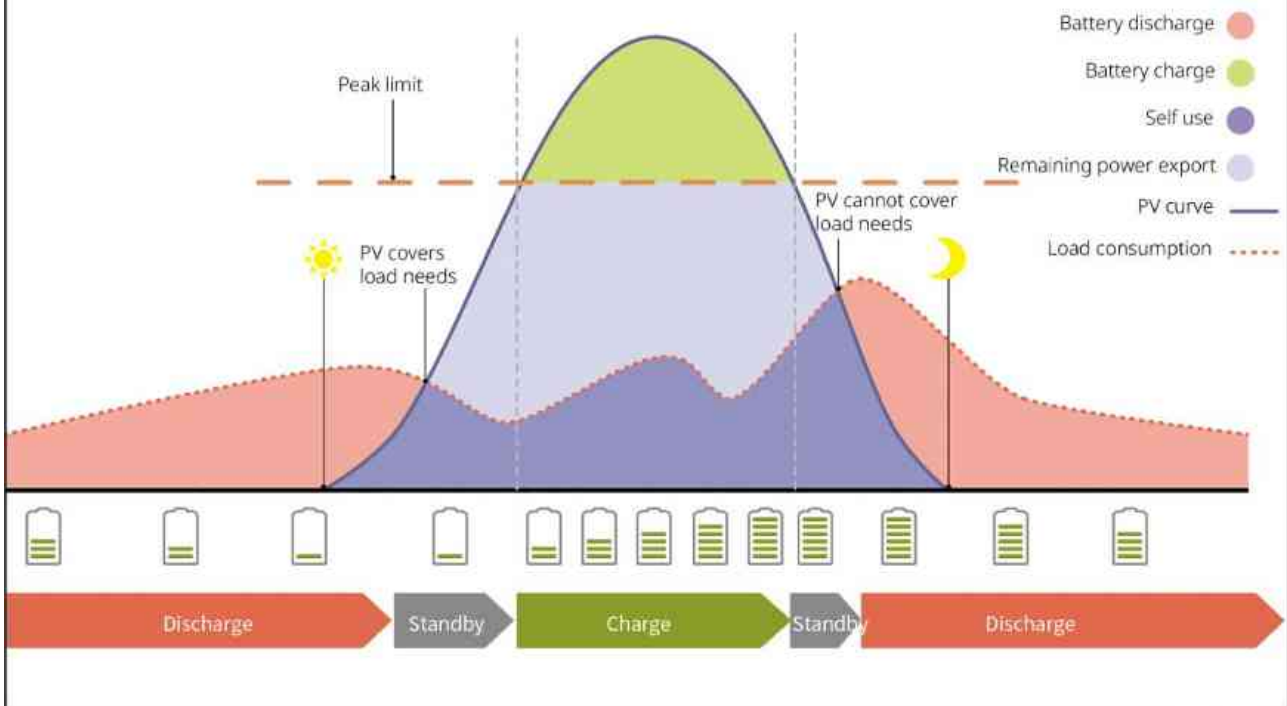 Battery discharge
Battery charge
Self use
Remaining power export
PV curve
Load consumption
Peak limit
PV covers
load needs
PV cannot cover
load needs
Discharge
Standby
Charge
Standby
Discharge